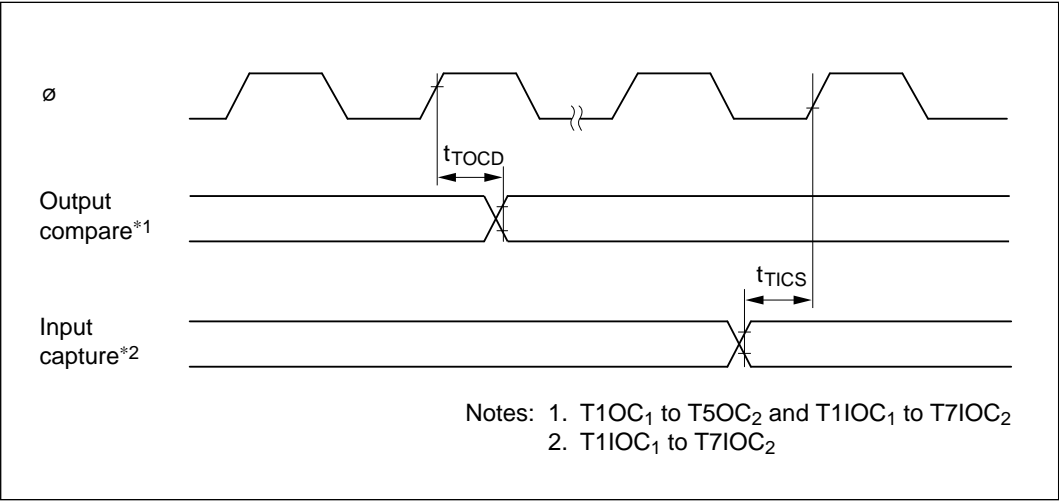 ø
tTOCD
Output
compare*1
tTICS
Input
capture*2
Notes: 1. T1OC1 to T5OC2 and T1IOC1 to T7IOC2
2. T1IOC1 to T7IOC2